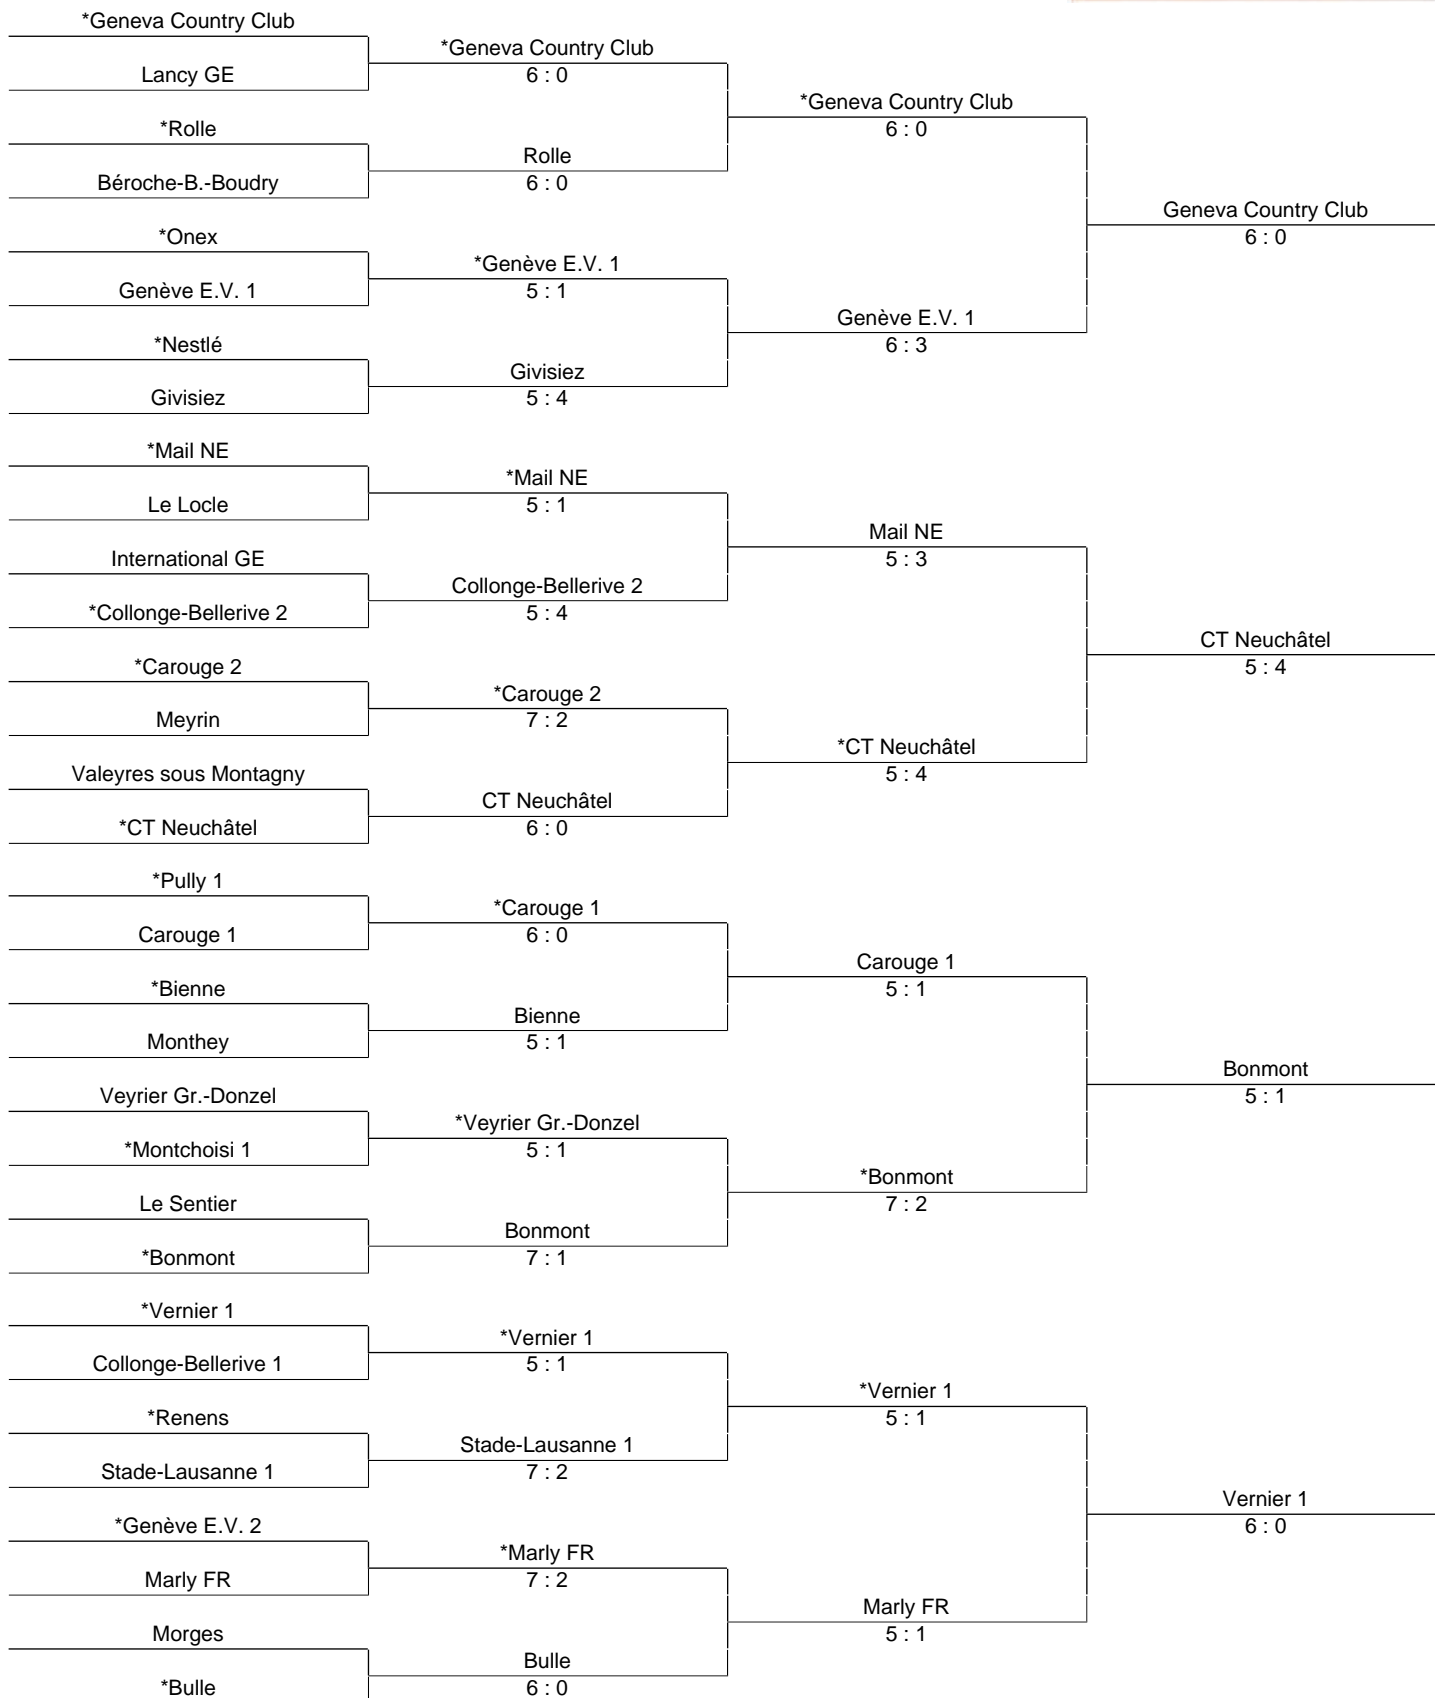 *Geneva Country Club
Lancy GE
*Rolle
Béroche-B.-Boudry
*Onex
Genève E.V. 1
*Nestlé
Givisiez
*Mail NE
Le Locle
International GE
*Collonge-Bellerive 2
*Carouge 2
Meyrin
Valeyres sous Montagny
*CT Neuchâtel
*Pully 1
Carouge 1
*Bienne
Monthey
Veyrier Gr.-Donzel
*Montchoisi 1
Le Sentier
*Bonmont
*Vernier 1
Collonge-Bellerive 1
*Renens
Stade-Lausanne 1
*Genève E.V. 2
Marly FR
Morges
*Bulle
*Geneva Country Club
6 : 0
Rolle
6 : 0
*Genève E.V. 1
5 : 1
Givisiez
5 : 4
*Mail NE
5 : 1
Collonge-Bellerive 2
5 : 4
*Carouge 2
7 : 2
CT Neuchâtel
6 : 0
*Carouge 1
6 : 0
Bienne
5 : 1
*Veyrier Gr.-Donzel
5 : 1
Bonmont
7 : 1
*Vernier 1
5 : 1
Stade-Lausanne 1
7 : 2
*Marly FR
7 : 2
Bulle
6 : 0
*Geneva Country Club
6 : 0
Genève E.V. 1
6 : 3
Mail NE
5 : 3
*CT Neuchâtel
5 : 4
Carouge 1
5 : 1
*Bonmont
7 : 2
*Vernier 1
5 : 1
Marly FR
5 : 1
Geneva Country Club
6 : 0
CT Neuchâtel
5 : 4
Bonmont
5 : 1
Vernier 1
6 : 0